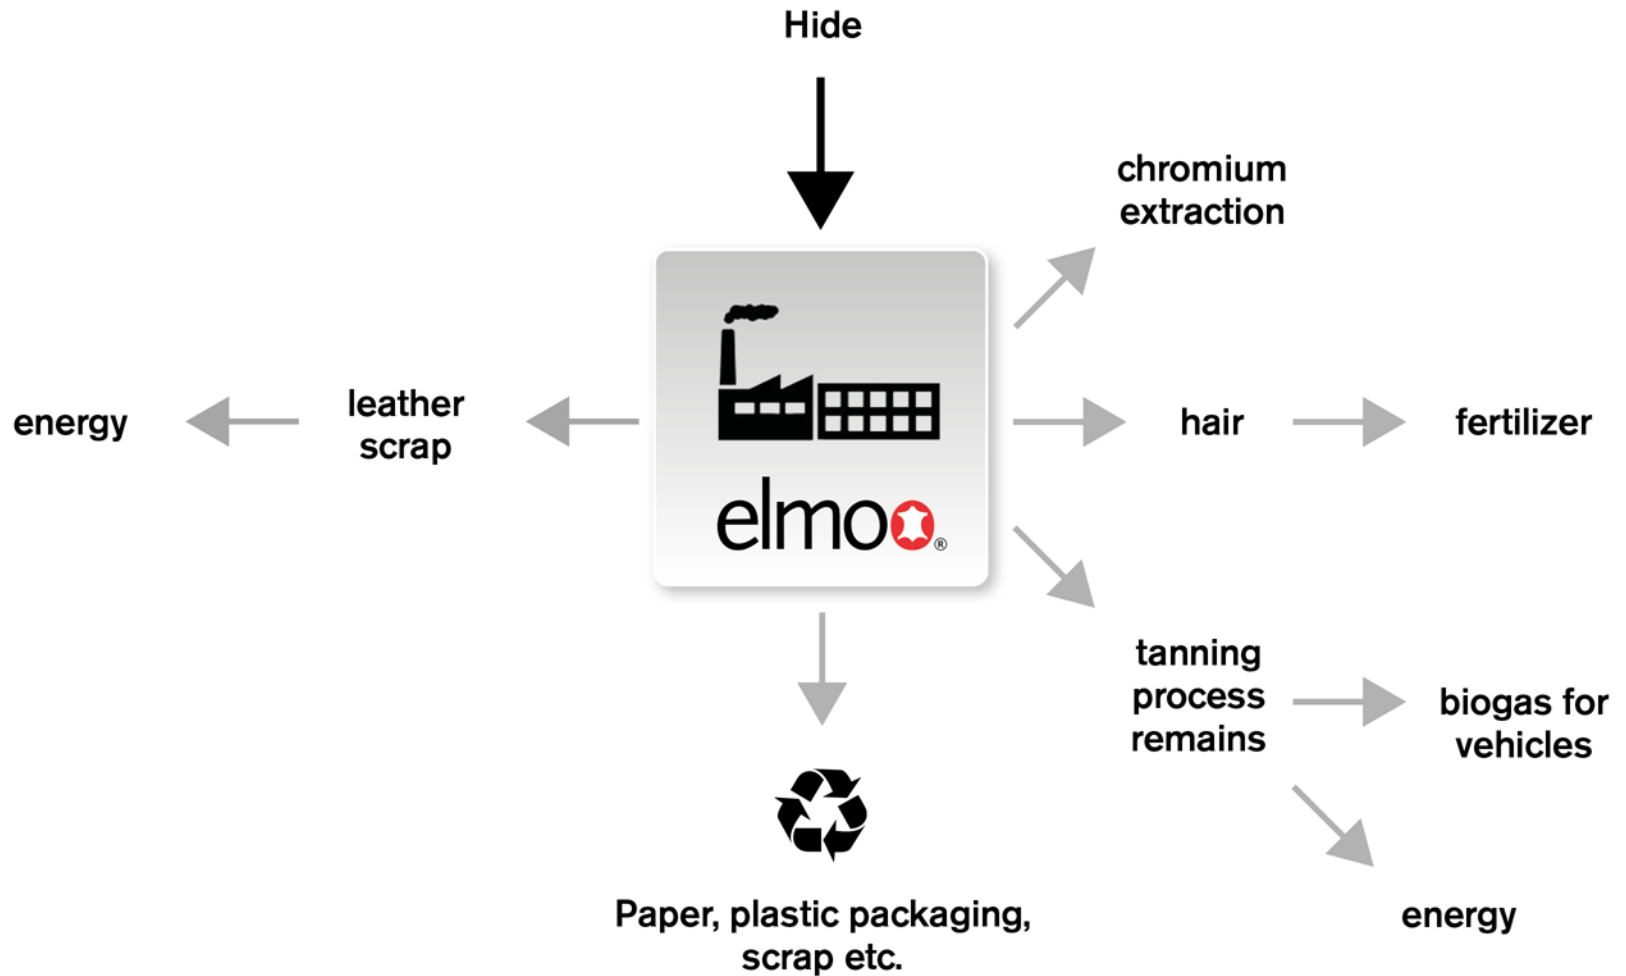 Hide
chromium
extraction
energy
leather
scrap
hair
fertilizer
elmo
®
tanning
process
remains
biogas for
vehicles
Paper, plastic packaging,
scrap etc.
energy